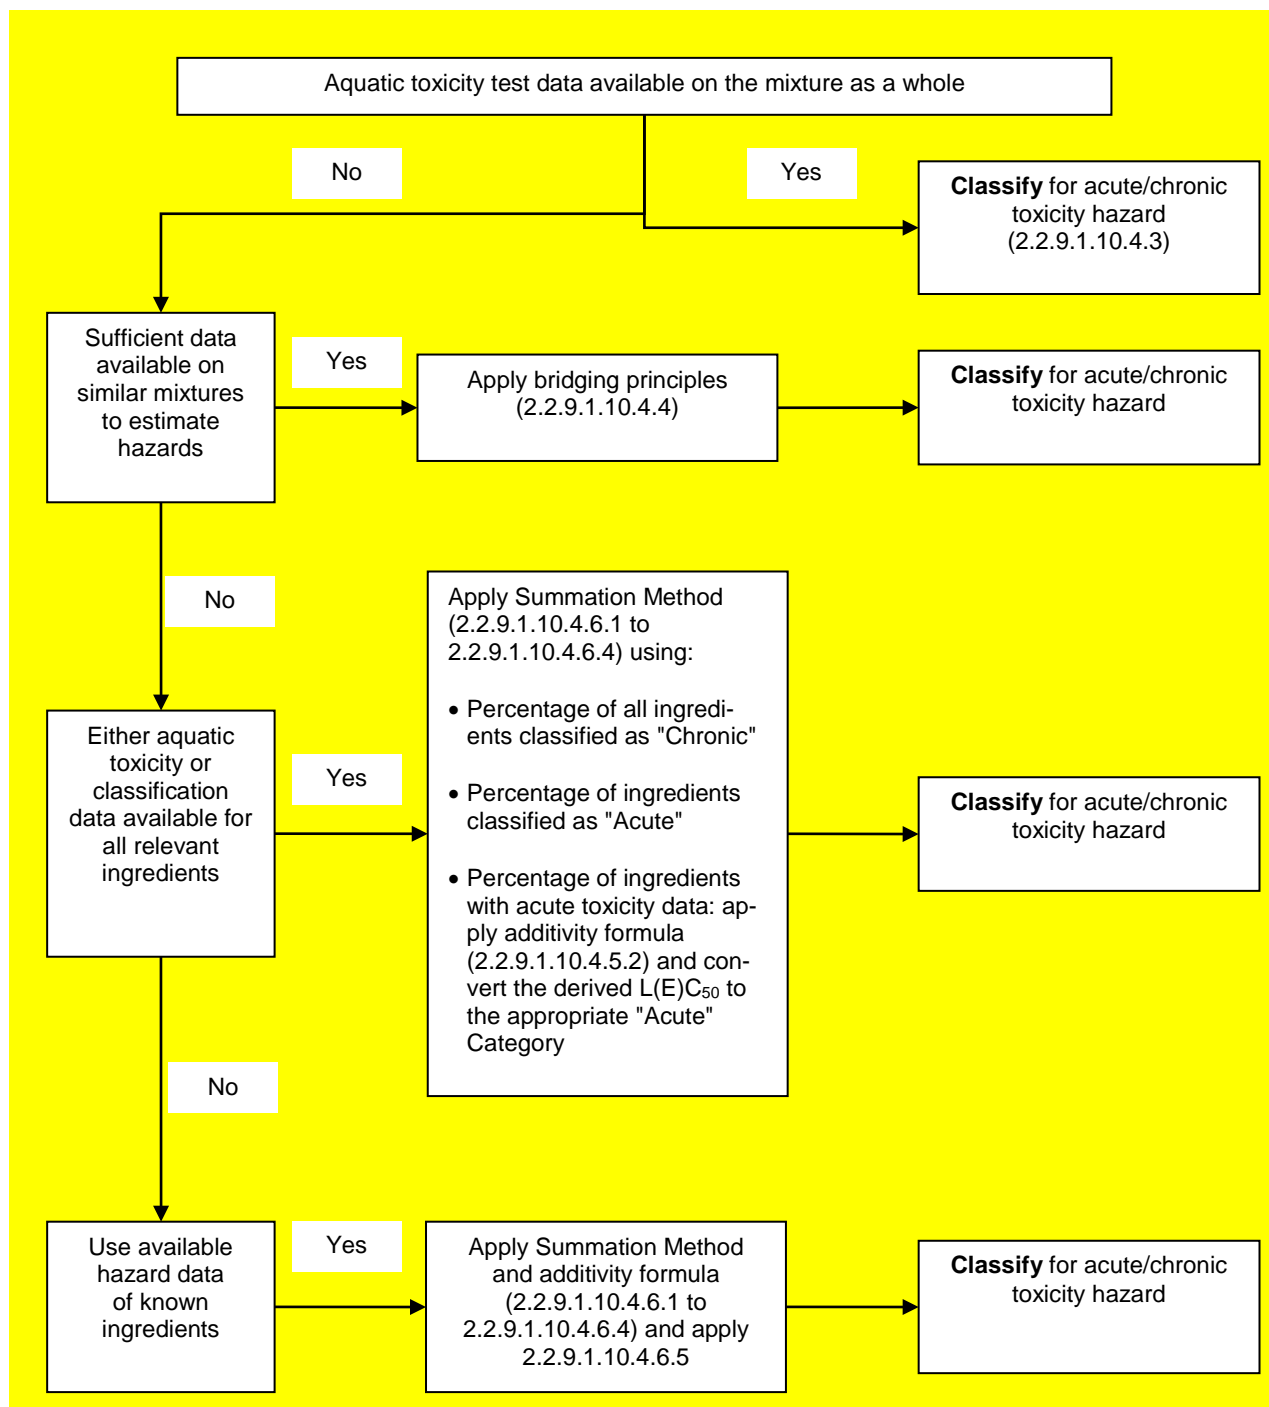 Aquatic toxicity test data available on the mixture as a whole
No
Yes
Classify for acute/chronic
toxicity hazard
(2.2.9.1.10.4.3)
Sufficient data
available on
similar mixtures
to estimate
hazards
Yes
Apply bridging principles
(2.2.9.1.10.4.4)
Classify for acute/chronic
toxicity hazard
No
Either aquatic
toxicity or
classification
data available for
all relevant
ingredients
Yes
Apply Summation Method
(2.2.9.1.10.4.6.1 to
2.2.9.1.10.4.6.4) using:
• Percentage of all ingredi-
ents classified as "Chronic"
• Percentage of ingredients
classified as "Acute"
• Percentage of ingredients
with acute toxicity data: ap-
ply additivity formula
(2.2.9.1.10.4.5.2) and con-
vert the derived L(E)C50 to
the appropriate "Acute"
Category
Classify for acute/chronic
toxicity hazard
No
Use available
hazard data
of known
ingredients
Yes
Apply Summation Method
and additivity formula
(2.2.9.1.10.4.6.1 to
2.2.9.1.10.4.6.4) and apply
2.2.9.1.10.4.6.5
Classify for acute/chronic
toxicity hazard